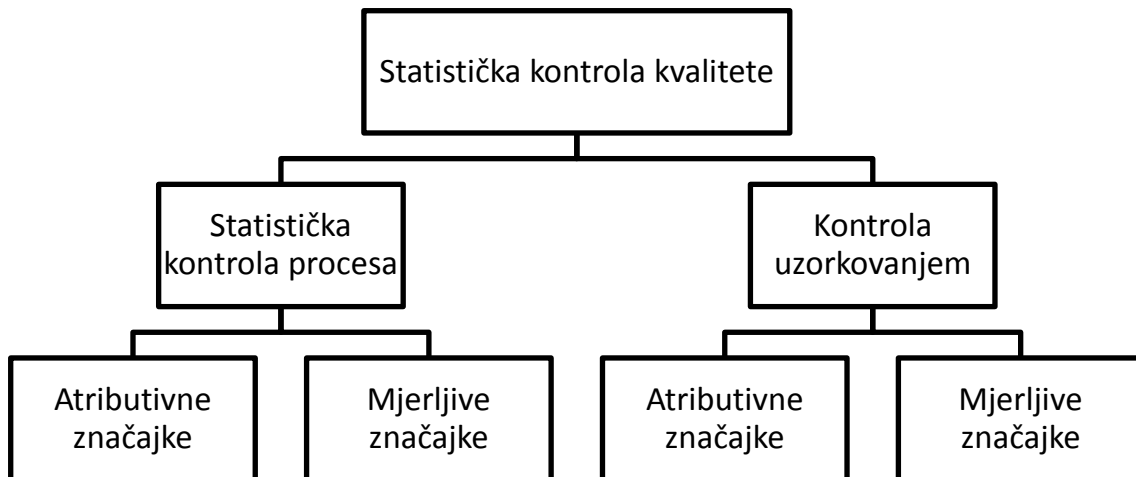 Statistička kontrola kvalitete
Statistička
kontrola procesa
Kontrola
uzorkovanjem
Atributivne
značajke
Mjerljive
značajke
Atributivne
značajke
Mjerljive
značajke